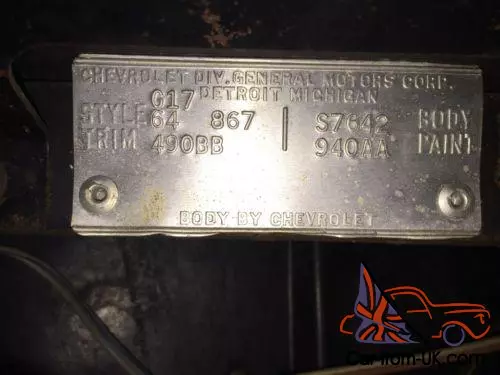 CHEVROLET DIV. GENERAL MOTORS CORP.
DETROIT MICHIGAN
G17
STYLE 64 867 S7642 BODY
TRIM 490BB 940AA PAINT
BODY BY CHEVROLET
Car-from-UK.com